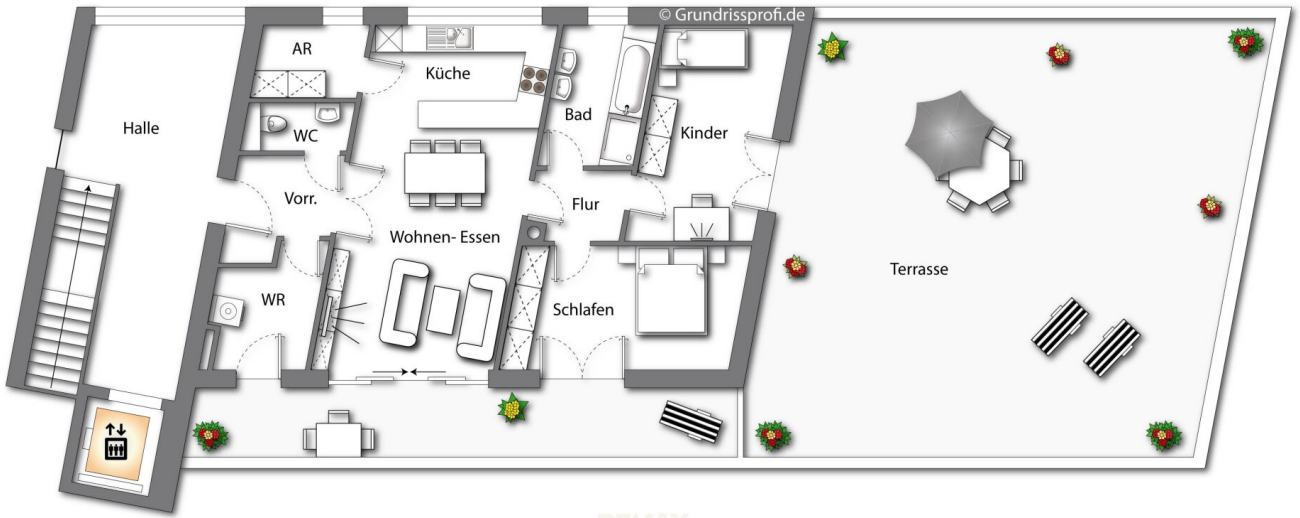 © Grundrissprofi.de
AR
Küche
WC
Halle
Bad
Kinder
Vorr.
Flur
Wohnen- Essen
Terrasse
WR
Schlafen